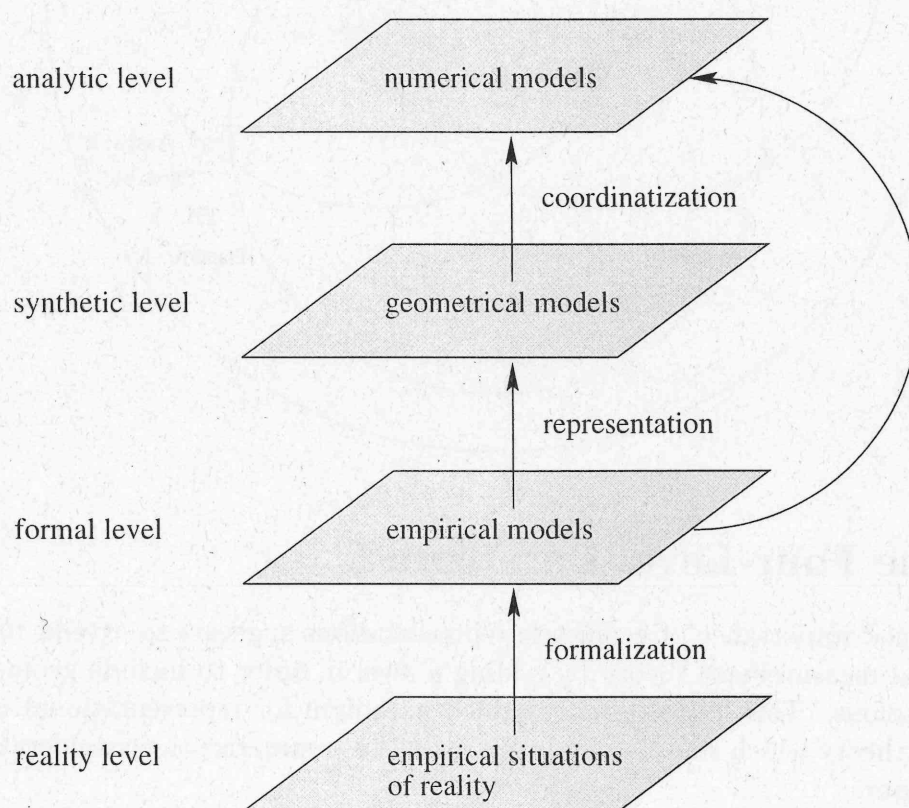 analytic level
numerical models
coordinatization
synthetic level
geometrical models
representation
formal level
empirical models
formalization
reality level
empirical situations
of reality